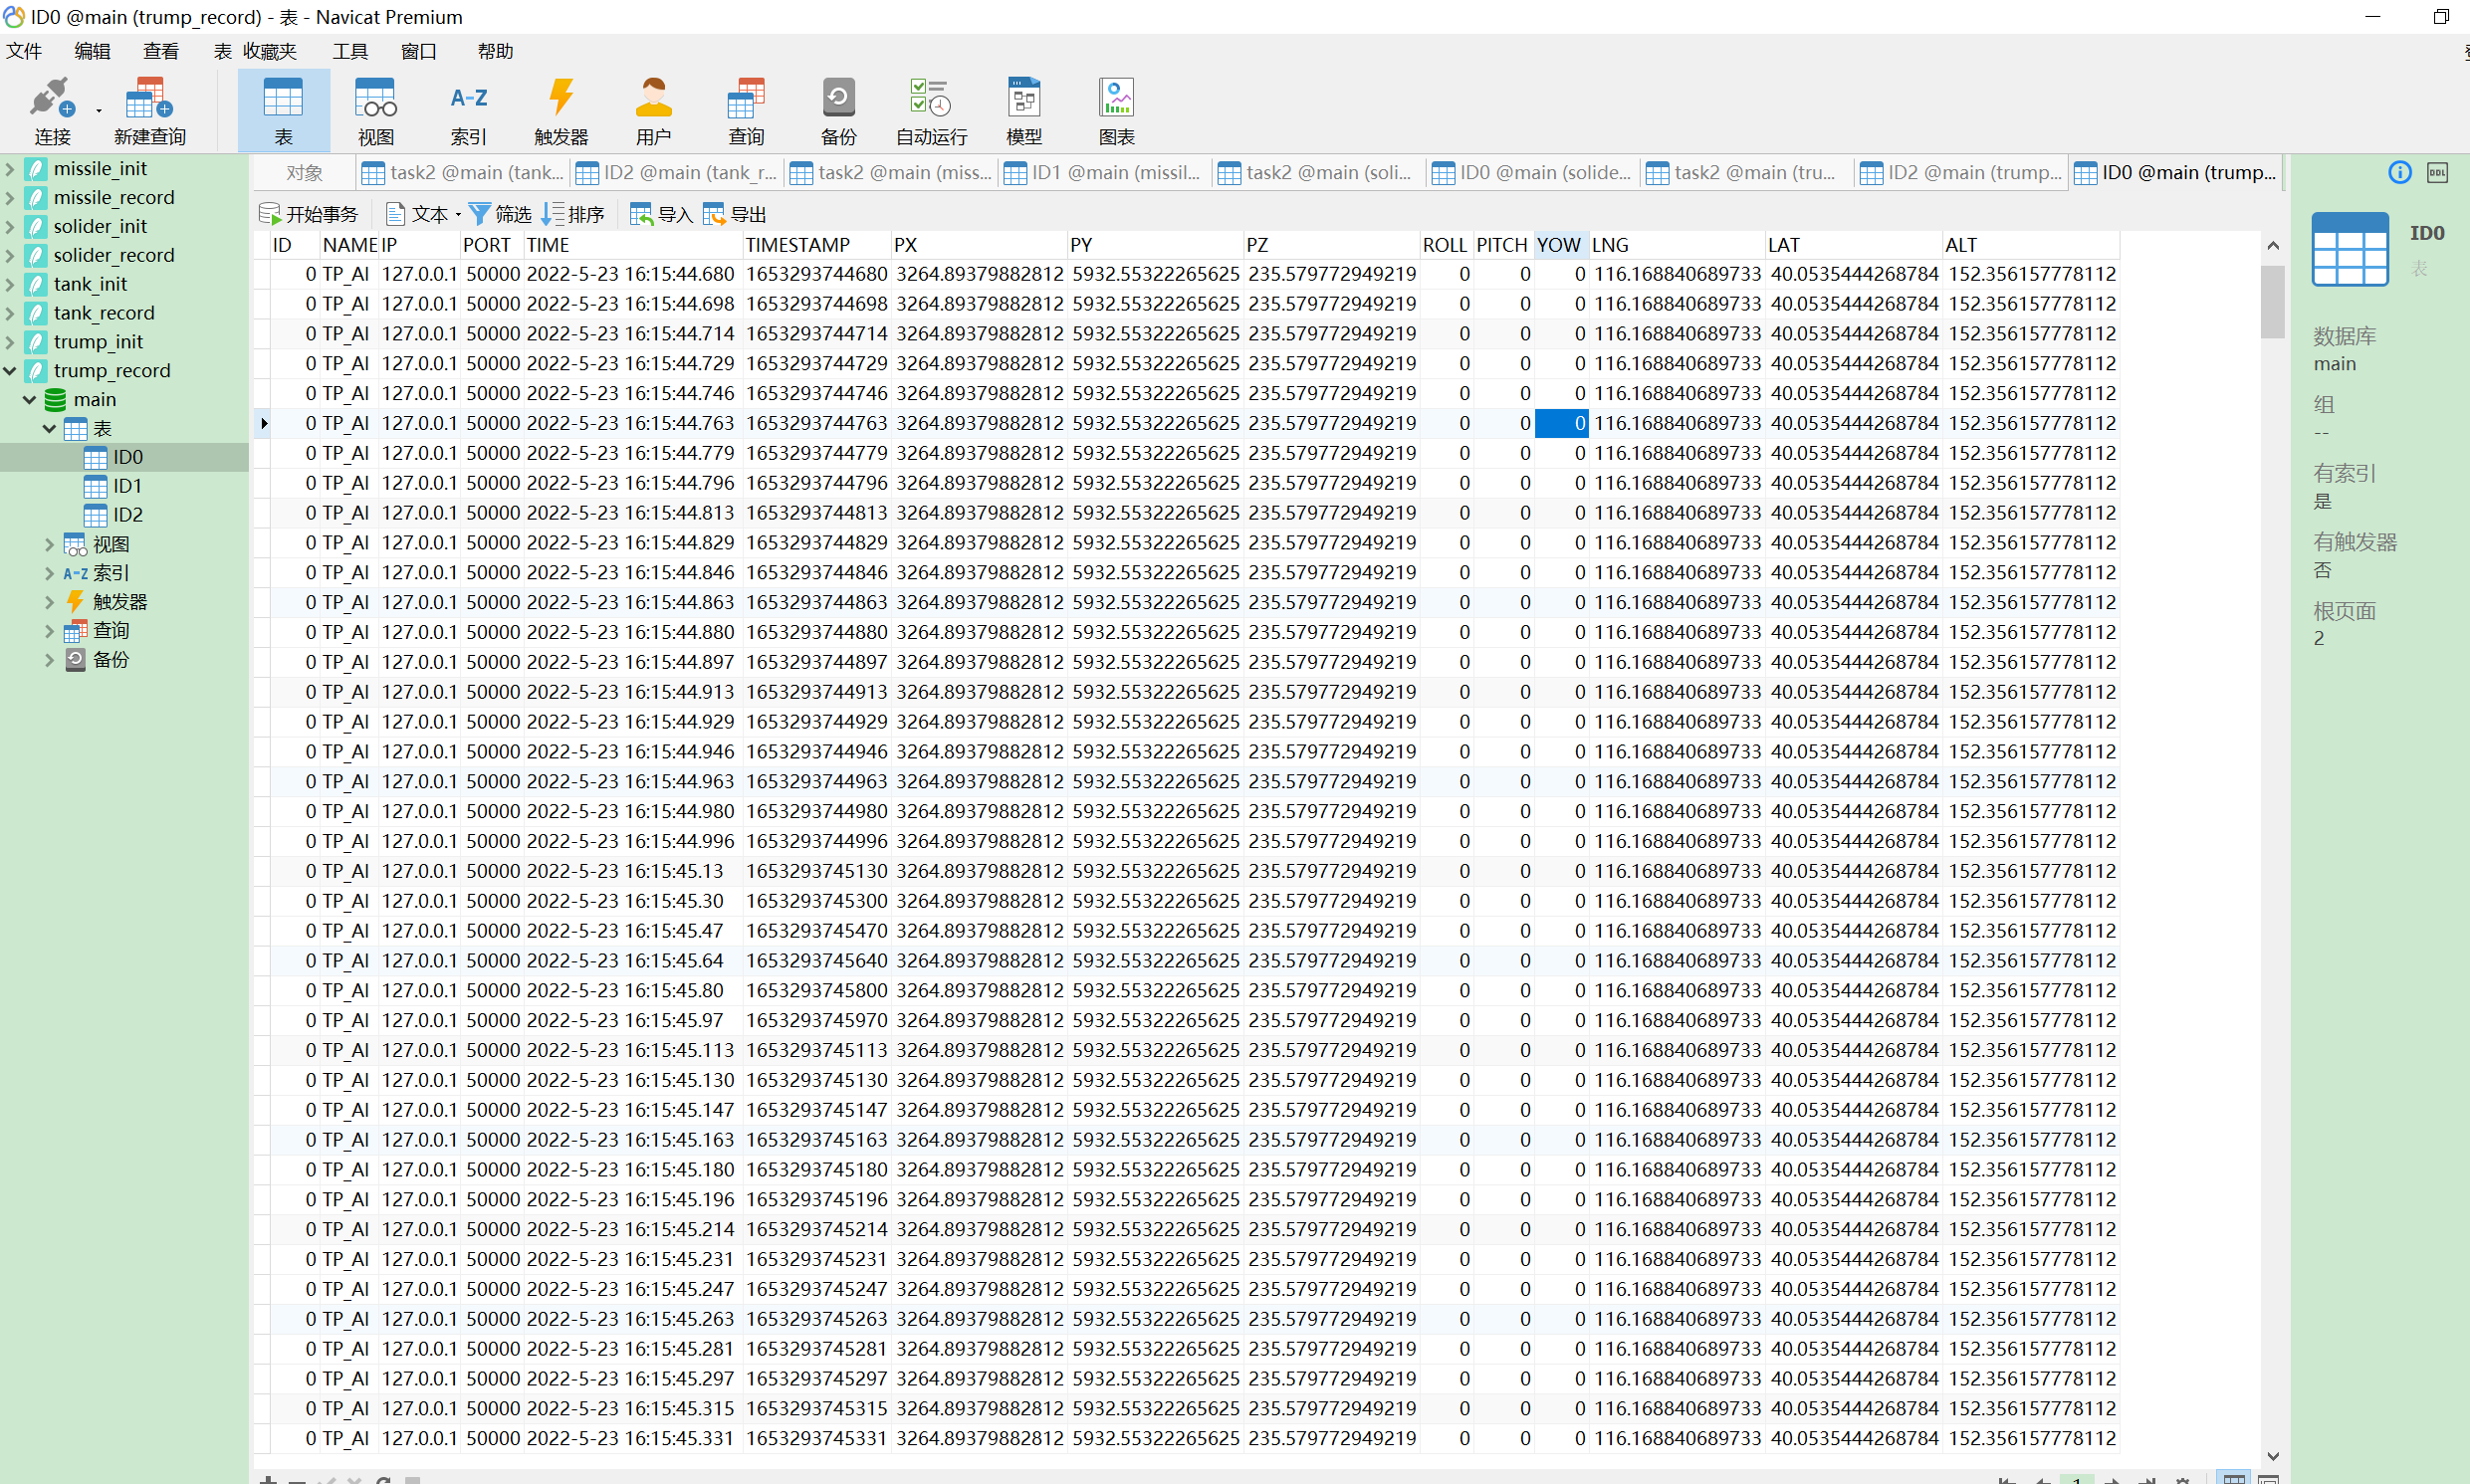 ID0 @main (trump_record) - 表 - Navicat Premium
文件 编辑 查看 表 收藏夹 工具 窗口 帮助
连接 新建查询 表 视图 索引 触发器 用户 查询 备份 自动运行 模型 图表
missile_init
missile_record
solider_init
solider_record
tank_init
tank_record
trump_init
trump_record
main
表
ID0
ID1
ID2
视图
A-Z 索引
触发器
查询
备份
对象 task2 @main (tank... ID2 @main (tank_r... task2 @main (miss... ID1 @main (missil... task2 @main (soli... ID0 @main (solide... task2 @main (tru... ID2 @main (trump... ID0 @main (trump...
开始事务 文本 筛选 排序 导入 导出
ID NAME IP PORT TIME TIMESTAMP PX PY PZ ROLL PITCH YOW LNG LAT ALT
0 TP_AI 127.0.0.1 50000 2022-5-23 16:15:44.680 1653293744680 3264.89379882812 5932.55322265625 235.579772949219 0 0 0 116.168840689733 40.0535444268784 152.356157778112
0 TP_AI 127.0.0.1 50000 2022-5-23 16:15:44.698 1653293744698 3264.89379882812 5932.55322265625 235.579772949219 0 0 0 116.168840689733 40.0535444268784 152.356157778112
0 TP_AI 127.0.0.1 50000 2022-5-23 16:15:44.714 1653293744714 3264.89379882812 5932.55322265625 235.579772949219 0 0 0 116.168840689733 40.0535444268784 152.356157778112
0 TP_AI 127.0.0.1 50000 2022-5-23 16:15:44.729 1653293744729 3264.89379882812 5932.55322265625 235.579772949219 0 0 0 116.168840689733 40.0535444268784 152.356157778112
0 TP_AI 127.0.0.1 50000 2022-5-23 16:15:44.746 1653293744746 3264.89379882812 5932.55322265625 235.579772949219 0 0 0 116.168840689733 40.0535444268784 152.356157778112
0 TP_AI 127.0.0.1 50000 2022-5-23 16:15:44.763 1653293744763 3264.89379882812 5932.55322265625 235.579772949219 0 0 0 116.168840689733 40.0535444268784 152.356157778112
0 TP_AI 127.0.0.1 50000 2022-5-23 16:15:44.779 1653293744779 3264.89379882812 5932.55322265625 235.579772949219 0 0 0 116.168840689733 40.0535444268784 152.356157778112
0 TP_AI 127.0.0.1 50000 2022-5-23 16:15:44.796 1653293744796 3264.89379882812 5932.55322265625 235.579772949219 0 0 0 116.168840689733 40.0535444268784 152.356157778112
0 TP_AI 127.0.0.1 50000 2022-5-23 16:15:44.813 1653293744813 3264.89379882812 5932.55322265625 235.579772949219 0 0 0 116.168840689733 40.0535444268784 152.356157778112
0 TP_AI 127.0.0.1 50000 2022-5-23 16:15:44.829 1653293744829 3264.89379882812 5932.55322265625 235.579772949219 0 0 0 116.168840689733 40.0535444268784 152.356157778112
0 TP_AI 127.0.0.1 50000 2022-5-23 16:15:44.846 1653293744846 3264.89379882812 5932.55322265625 235.579772949219 0 0 0 116.168840689733 40.0535444268784 152.356157778112
0 TP_AI 127.0.0.1 50000 2022-5-23 16:15:44.863 1653293744863 3264.89379882812 5932.55322265625 235.579772949219 0 0 0 116.168840689733 40.0535444268784 152.356157778112
0 TP_AI 127.0.0.1 50000 2022-5-23 16:15:44.880 1653293744880 3264.89379882812 5932.55322265625 235.579772949219 0 0 0 116.168840689733 40.0535444268784 152.356157778112
0 TP_AI 127.0.0.1 50000 2022-5-23 16:15:44.897 1653293744897 3264.89379882812 5932.55322265625 235.579772949219 0 0 0 116.168840689733 40.0535444268784 152.356157778112
0 TP_AI 127.0.0.1 50000 2022-5-23 16:15:44.913 1653293744913 3264.89379882812 5932.55322265625 235.579772949219 0 0 0 116.168840689733 40.0535444268784 152.356157778112
0 TP_AI 127.0.0.1 50000 2022-5-23 16:15:44.929 1653293744929 3264.89379882812 5932.55322265625 235.579772949219 0 0 0 116.168840689733 40.0535444268784 152.356157778112
0 TP_AI 127.0.0.1 50000 2022-5-23 16:15:44.946 1653293744946 3264.89379882812 5932.55322265625 235.579772949219 0 0 0 116.168840689733 40.0535444268784 152.356157778112
0 TP_AI 127.0.0.1 50000 2022-5-23 16:15:44.963 1653293744963 3264.89379882812 5932.55322265625 235.579772949219 0 0 0 116.168840689733 40.0535444268784 152.356157778112
0 TP_AI 127.0.0.1 50000 2022-5-23 16:15:44.980 1653293744980 3264.89379882812 5932.55322265625 235.579772949219 0 0 0 116.168840689733 40.0535444268784 152.356157778112
0 TP_AI 127.0.0.1 50000 2022-5-23 16:15:44.996 1653293744996 3264.89379882812 5932.55322265625 235.579772949219 0 0 0 116.168840689733 40.0535444268784 152.356157778112
0 TP_AI 127.0.0.1 50000 2022-5-23 16:15:45.13 1653293745130 3264.89379882812 5932.55322265625 235.579772949219 0 0 0 116.168840689733 40.0535444268784 152.356157778112
0 TP_AI 127.0.0.1 50000 2022-5-23 16:15:45.30 1653293745300 3264.89379882812 5932.55322265625 235.579772949219 0 0 0 116.168840689733 40.0535444268784 152.356157778112
0 TP_AI 127.0.0.1 50000 2022-5-23 16:15:45.47 1653293745470 3264.89379882812 5932.55322265625 235.579772949219 0 0 0 116.168840689733 40.0535444268784 152.356157778112
0 TP_AI 127.0.0.1 50000 2022-5-23 16:15:45.64 1653293745640 3264.89379882812 5932.55322265625 235.579772949219 0 0 0 116.168840689733 40.0535444268784 152.356157778112
0 TP_AI 127.0.0.1 50000 2022-5-23 16:15:45.80 1653293745800 3264.89379882812 5932.55322265625 235.579772949219 0 0 0 116.168840689733 40.0535444268784 152.356157778112
0 TP_AI 127.0.0.1 50000 2022-5-23 16:15:45.97 1653293745970 3264.89379882812 5932.55322265625 235.579772949219 0 0 0 116.168840689733 40.0535444268784 152.356157778112
0 TP_AI 127.0.0.1 50000 2022-5-23 16:15:45.113 1653293745113 3264.89379882812 5932.55322265625 235.579772949219 0 0 0 116.168840689733 40.0535444268784 152.356157778112
0 TP_AI 127.0.0.1 50000 2022-5-23 16:15:45.130 1653293745130 3264.89379882812 5932.55322265625 235.579772949219 0 0 0 116.168840689733 40.0535444268784 152.356157778112
0 TP_AI 127.0.0.1 50000 2022-5-23 16:15:45.147 1653293745147 3264.89379882812 5932.55322265625 235.579772949219 0 0 0 116.168840689733 40.0535444268784 152.356157778112
0 TP_AI 127.0.0.1 50000 2022-5-23 16:15:45.163 1653293745163 3264.89379882812 5932.55322265625 235.579772949219 0 0 0 116.168840689733 40.0535444268784 152.356157778112
0 TP_AI 127.0.0.1 50000 2022-5-23 16:15:45.180 1653293745180 3264.89379882812 5932.55322265625 235.579772949219 0 0 0 116.168840689733 40.0535444268784 152.356157778112
0 TP_AI 127.0.0.1 50000 2022-5-23 16:15:45.196 1653293745196 3264.89379882812 5932.55322265625 235.579772949219 0 0 0 116.168840689733 40.0535444268784 152.356157778112
0 TP_AI 127.0.0.1 50000 2022-5-23 16:15:45.214 1653293745214 3264.89379882812 5932.55322265625 235.579772949219 0 0 0 116.168840689733 40.0535444268784 152.356157778112
0 TP_AI 127.0.0.1 50000 2022-5-23 16:15:45.231 1653293745231 3264.89379882812 5932.55322265625 235.579772949219 0 0 0 116.168840689733 40.0535444268784 152.356157778112
0 TP_AI 127.0.0.1 50000 2022-5-23 16:15:45.247 1653293745247 3264.89379882812 5932.55322265625 235.579772949219 0 0 0 116.168840689733 40.0535444268784 152.356157778112
0 TP_AI 127.0.0.1 50000 2022-5-23 16:15:45.263 1653293745263 3264.89379882812 5932.55322265625 235.579772949219 0 0 0 116.168840689733 40.0535444268784 152.356157778112
0 TP_AI 127.0.0.1 50000 2022-5-23 16:15:45.281 1653293745281 3264.89379882812 5932.55322265625 235.579772949219 0 0 0 116.168840689733 40.0535444268784 152.356157778112
0 TP_AI 127.0.0.1 50000 2022-5-23 16:15:45.297 1653293745297 3264.89379882812 5932.55322265625 235.579772949219 0 0 0 116.168840689733 40.0535444268784 152.356157778112
0 TP_AI 127.0.0.1 50000 2022-5-23 16:15:45.315 1653293745315 3264.89379882812 5932.55322265625 235.579772949219 0 0 0 116.168840689733 40.0535444268784 152.356157778112
0 TP_AI 127.0.0.1 50000 2022-5-23 16:15:45.331 1653293745331 3264.89379882812 5932.55322265625 235.579772949219 0 0 0 116.168840689733 40.0535444268784 152.356157778112
DDL
ID0
表
数据库
main
组
--
有索引
是
有触发器
否
根页面
2